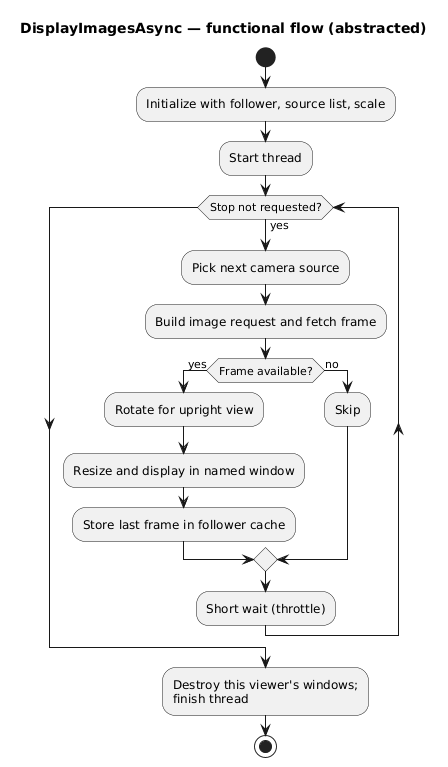 DisplayImagesAsync — functional flow (abstracted)
Initialize with follower, source list, scale
Start thread
Stop not requested?
yes
Pick next camera source
Build image request and fetch frame
yes
Frame available?
no
Rotate for upright view
Skip
Resize and display in named window
Store last frame in follower cache
Short wait (throttle)
Destroy this viewer's windows;
finish thread